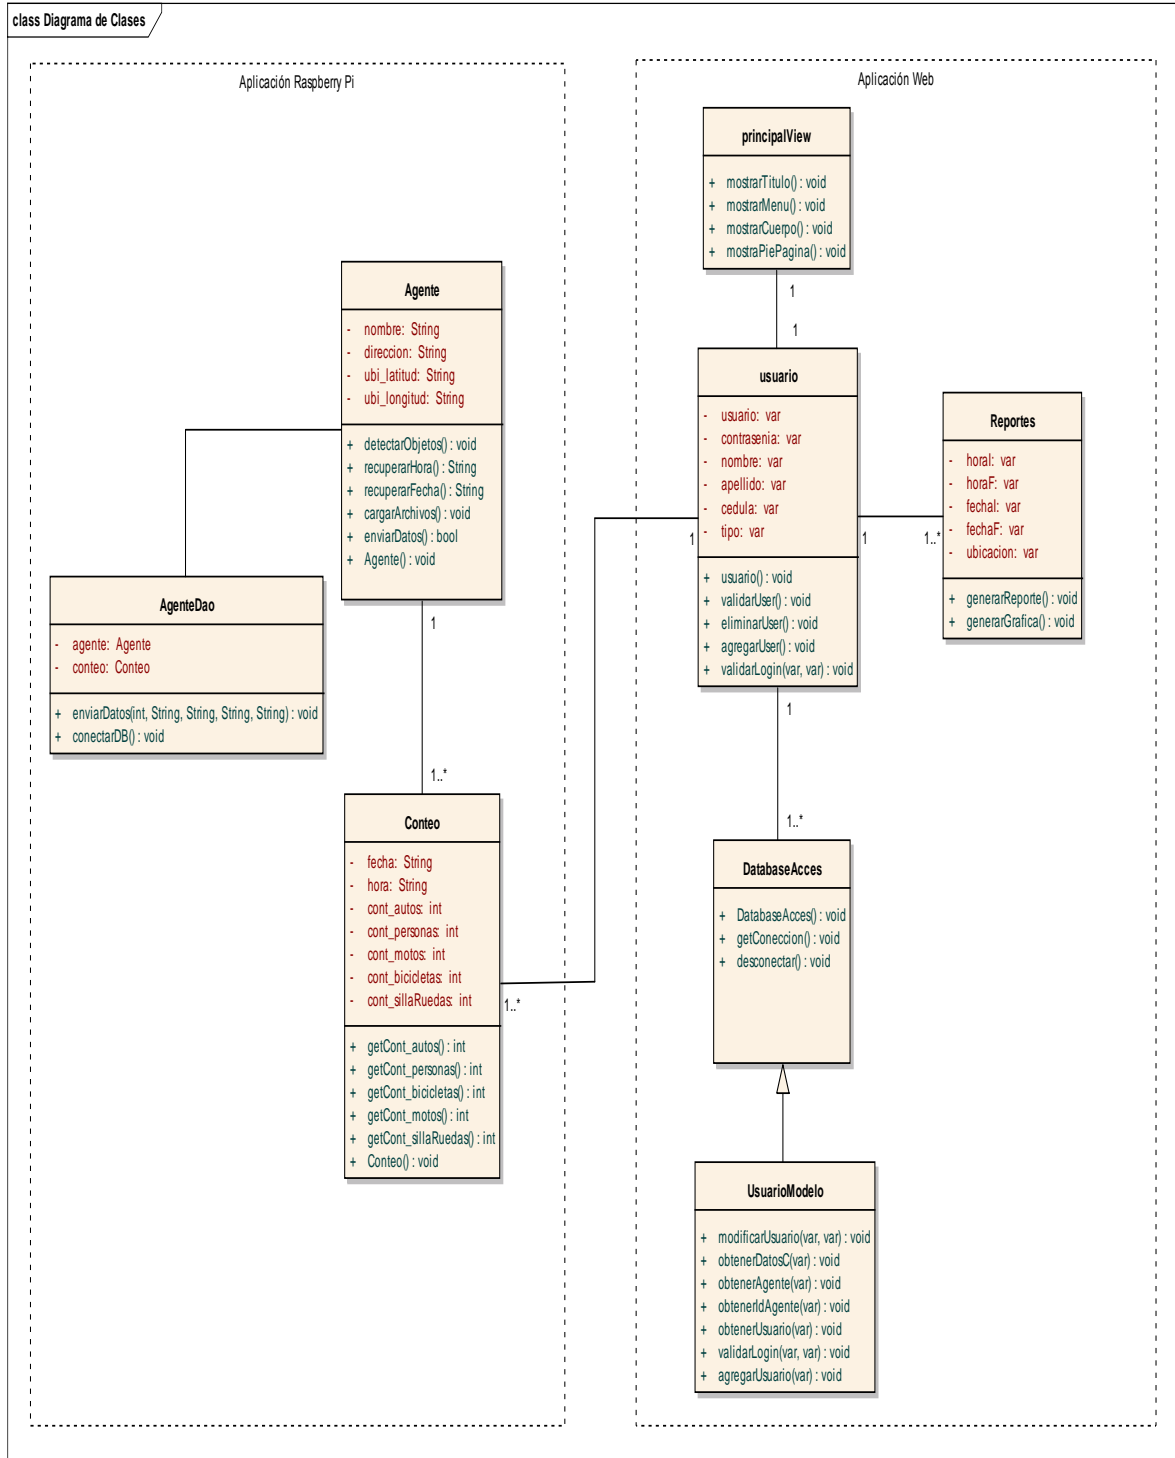 class Diagrama de Clases
Aplicación Raspberry Pi
Agente
- nombre: String
- direccion: String
- ubi_latitud: String
- ubi_longitud: String
+ detectarObjetos() : void
+ recuperarHora() : String
+ recuperarFecha() : String
+ cargarArchivos() : void
+ enviarDatos() : bool
+ Agente() : void
AgenteDao
- agente: Agente
- conteo: Conteo
+ enviarDatos(int, String, String, String, String) : void
+ conectarDB() : void
1
1..*
Conteo
- fecha: String
- hora: String
- cont_autos: int
- cont_personas: int
- cont_motos: int
- cont_bicicletas: int
- cont_sillaRuedas: int
+ getCont_autos() : int
+ getCont_personas() : int
+ getCont_bicicletas() : int
+ getCont_motos() : int
+ getCont_sillaRuedas() : int
+ Conteo() : void
1..*
Aplicación Web
principalView
+ mostrarTitulo() : void
+ mostrarMenu() : void
+ mostrarCuerpo() : void
+ mostraPiePagina() : void
1
1
usuario
- usuario: var
- contrasenia: var
- nombre: var
- apellido: var
- cedula: var
- tipo: var
+ usuario() : void
+ validarUser() : void
+ eliminarUser() : void
+ agregarUser() : void
+ validarLogin(var, var) : void
1
1
1..*
Reportes
- horaI: var
- horaF: var
- fechaI: var
- fechaF: var
- ubicacion: var
+ generarReporte() : void
+ generarGrafica() : void
1
1..*
DatabaseAcces
+ DatabaseAcces() : void
+ getConeccion() : void
+ desconectar() : void
UsuarioModelo
+ modificarUsuario(var, var) : void
+ obtenerDatosC(var) : void
+ obtenerAgente(var) : void
+ obtenerIdAgente(var) : void
+ obtenerUsuario(var) : void
+ validarLogin(var, var) : void
+ agregarUsuario(var) : void